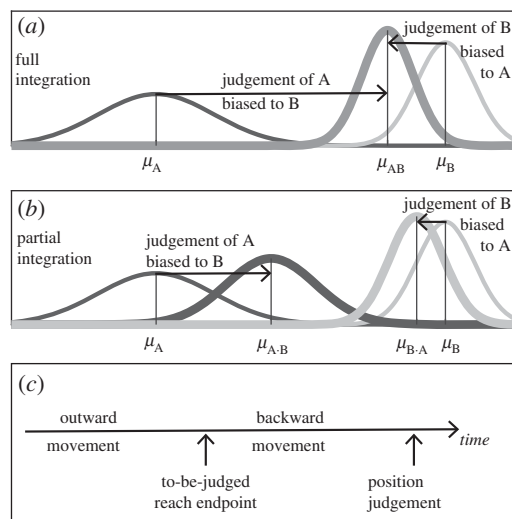 (a)
full
integration
judgement of A
biased to B
judgement of B
biased
to A
μA
μAB
μB
(b)
partial
integration
judgement of A
biased to B
judgement of B
biased
to A
μA
μA·B
μB·A
μB
(c)
outward
movement
backward
movement
time
to-be-judged
reach endpoint
position
judgement